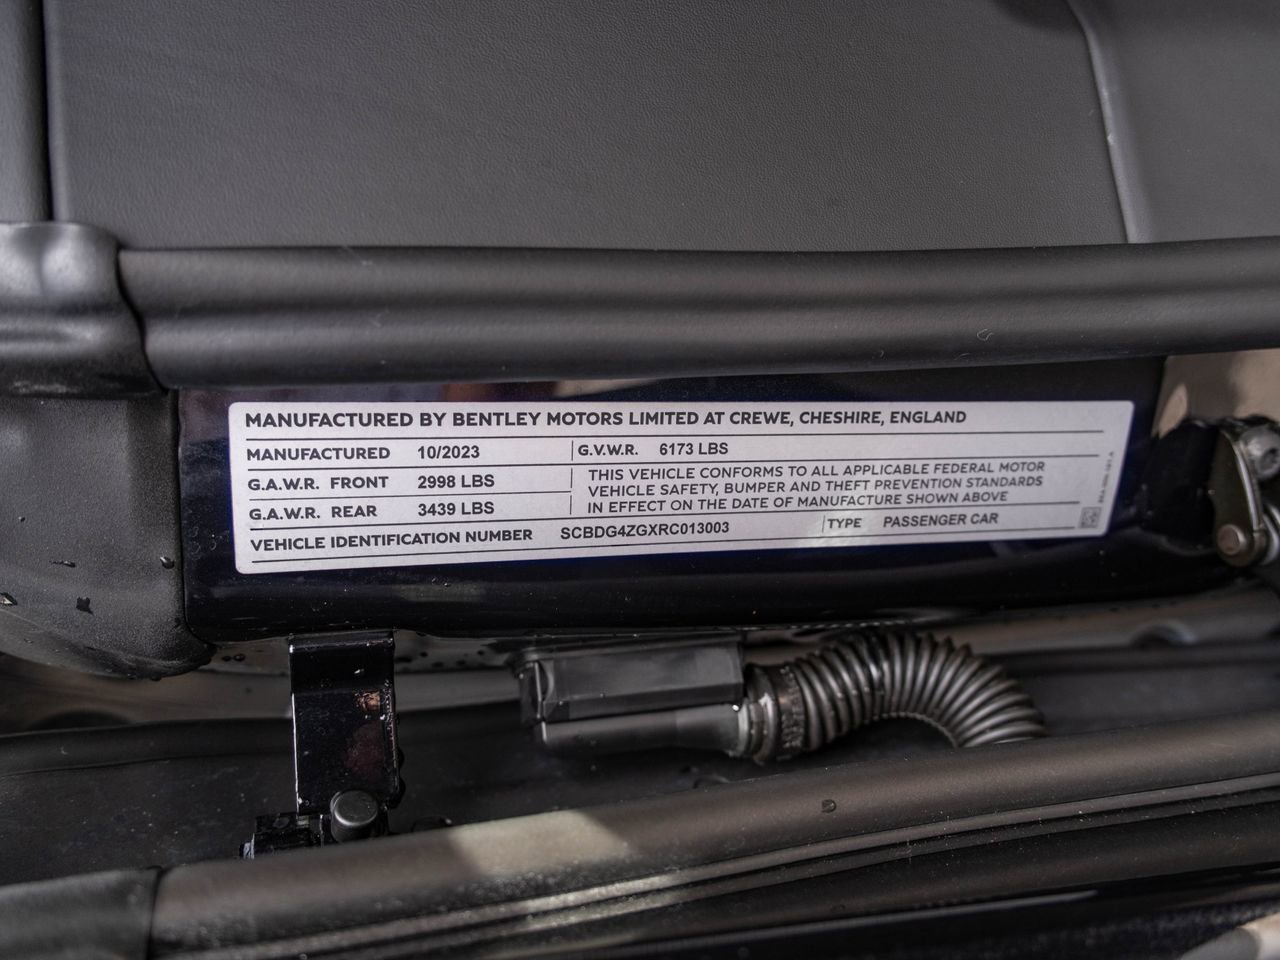 MANUFACTURED BY BENTLEY MOTORS LIMITED AT CREWE, CHESHIRE, ENGLAND
MANUFACTURED 10/2023 G.V.W.R. 6173 LBS
G.A.W.R. FRONT 2998 LBS
G.A.W.R. REAR 3439 LBS
THIS VEHICLE CONFORMS TO ALL APPLICABLE FEDERAL MOTOR
VEHICLE SAFETY, BUMPER AND THEFT PREVENTION STANDARDS
IN EFFECT ON THE DATE OF MANUFACTURE SHOWN ABOVE
VEHICLE IDENTIFICATION NUMBER SCBDG4ZGXRC013003 TYPE PASSENGER CAR